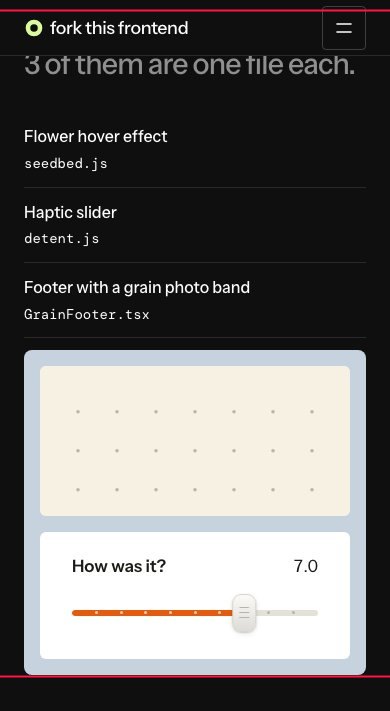 fork this frontend
3 of them are one file each.
Flower hover effect
seedbed.js
Haptic slider
detent.js
Footer with a grain photo band
GrainFooter.tsx
How was it? 7.0